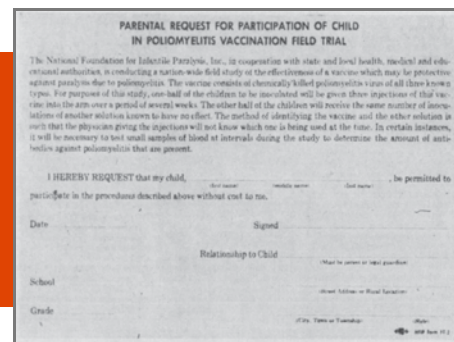 PARENTAL REQUEST FOR PARTICIPATION OF CHILD
IN POLIOMYELITIS VACCINATION FIELD TRIAL
The National Foundation for Infantile Paralysis, Inc., in cooperation with state and local health, medical and edu-
cational authorities, is conducting a nation-wide field study of the effectiveness of a vaccine which may be protective
against paralysis due to poliomyelitis. The vaccine consists of chemically killed poliomyelitis virus of all three known
types. For purposes of this study, one-half of the children to be inoculated will be given three injections of this vac-
cine into the arm over a period of several weeks. The other half of the children will receive the same number of inocu-
lations of another solution known to have no effect. The method of identifying the vaccine and the other solution is
such that the physician giving the injections will not know which one is being used at the time. In certain instances,
it will be necessary to test small samples of blood at intervals during the study to determine the amount of anti-
bodies against poliomyelitis that are present.
I HEREBY REQUEST that my child, , be permitted to
(first name) (middle name) (last name)
participate in the procedures described above without cost to me.
Date Signed
Relationship to Child
(Must be parent or legal guardian)
School
(Street Address or Rural Location)
Grade
(City, Town or Township) (State)